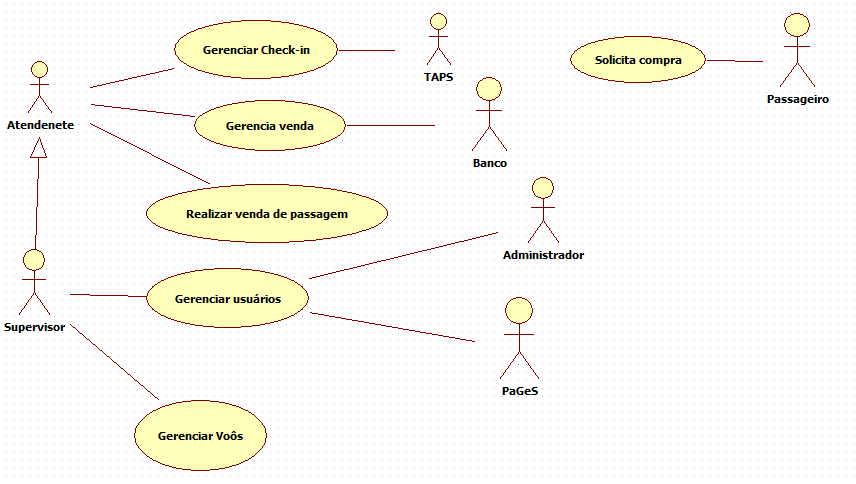 Gerenciar Check-in
TAPS
Solicita compra
Passageiro
Atendenete
Gerencia venda
Banco
Realizar venda de passagem
Administrador
Gerenciar usuários
Supervisor
PaGeS
Gerenciar Voôs